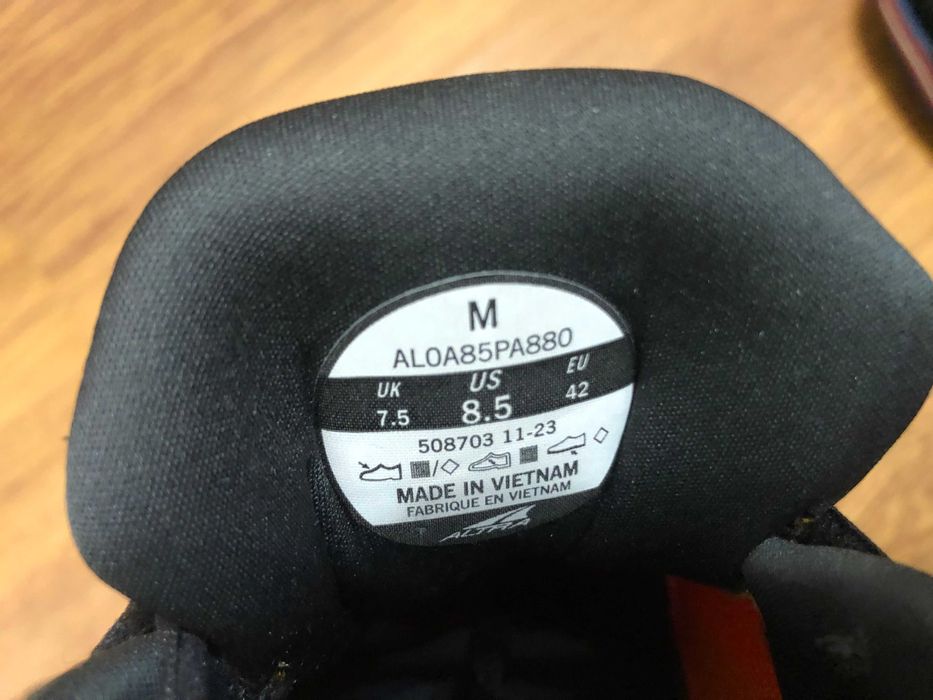 M
AL0A85PA880
UK US EU
7.5 8.5 42
508703 11-23
MADE IN VIETNAM
FABRIQUE EN VIETNAM
ALTRA